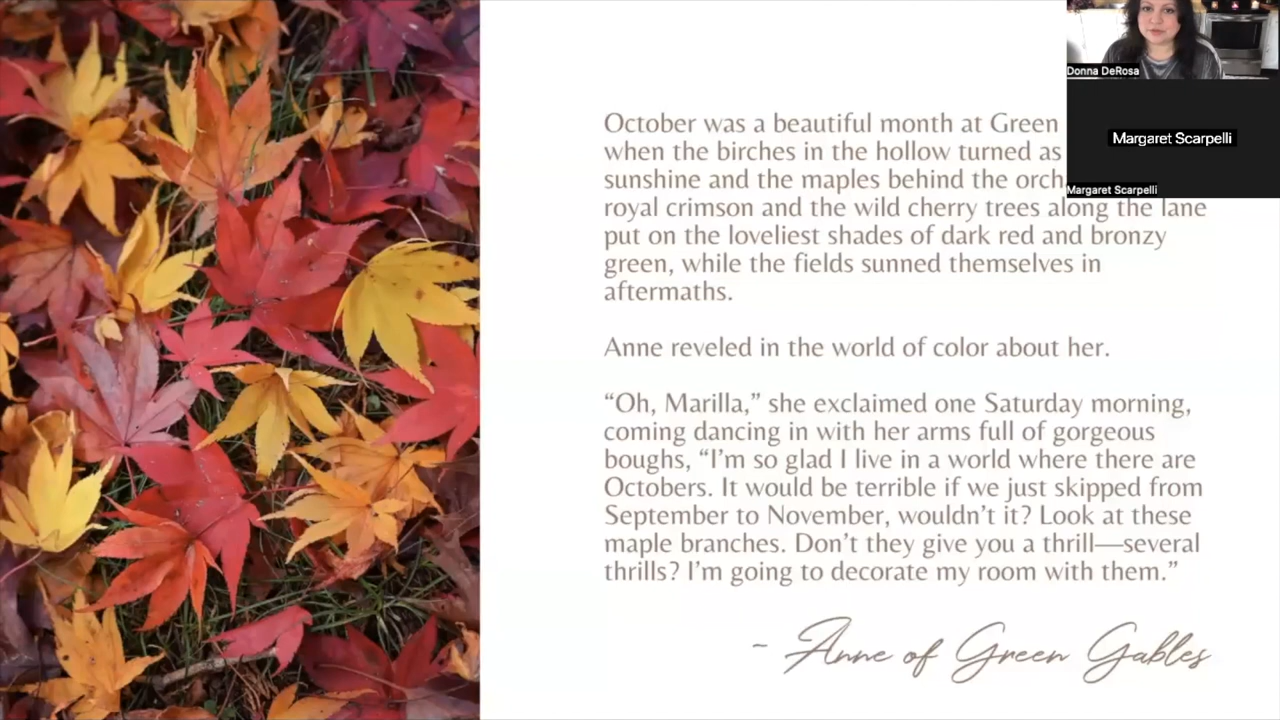 October was a beautiful month at Green
when the birches in the hollow turned as
sunshine and the maples behind the orch
royal crimson and the wild cherry trees along the lane
put on the loveliest shades of dark red and bronzy
green, while the fields sunned themselves in
aftermaths.
Anne reveled in the world of color about her.
“Oh, Marilla,” she exclaimed one Saturday morning,
coming dancing in with her arms full of gorgeous
boughs, “I’m so glad I live in a world where there are
Octobers. It would be terrible if we just skipped from
September to November, wouldn’t it? Look at these
maple branches. Don’t they give you a thrill—several
thrills? I’m going to decorate my room with them.”
~ Anne of Green Gables
Donna DeRosa
Margaret Scarpelli
Margaret Scarpelli